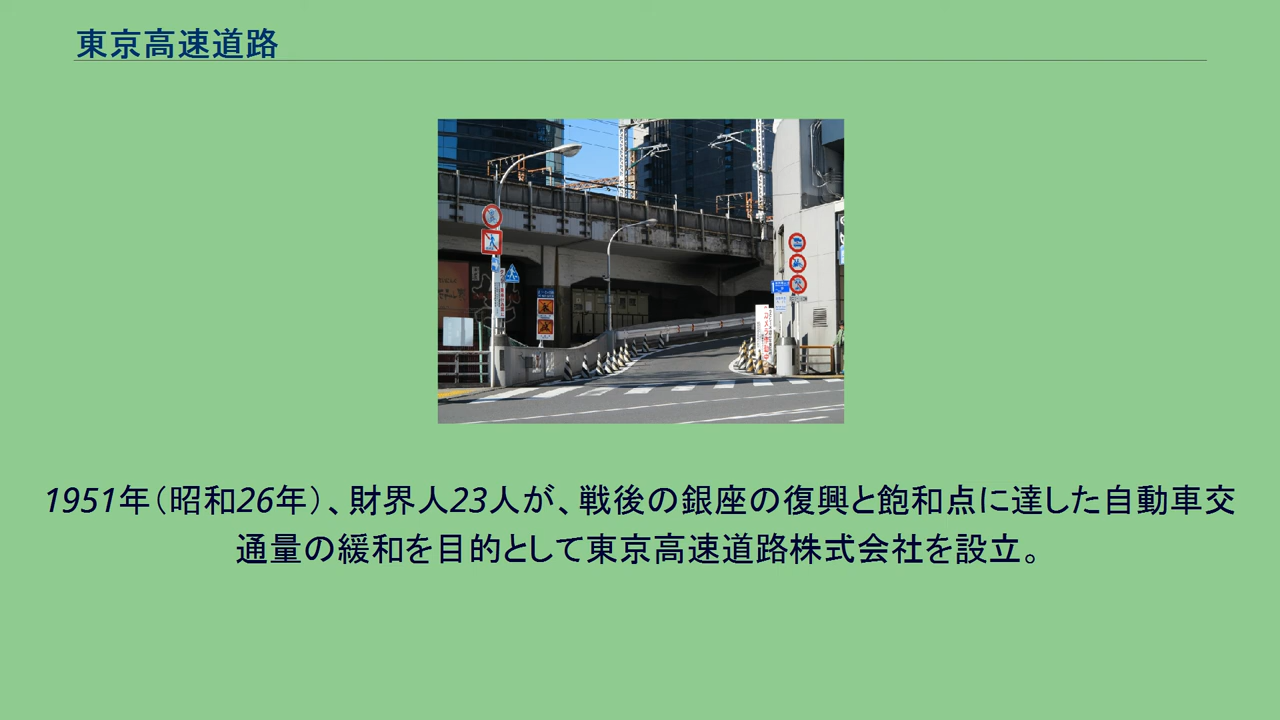 東京高速道路
1951年（昭和26年）、財界人23人が、戦後の銀座の復興と飽和点に達した自動車交
通量の緩和を目的として東京高速道路株式会社を設立。